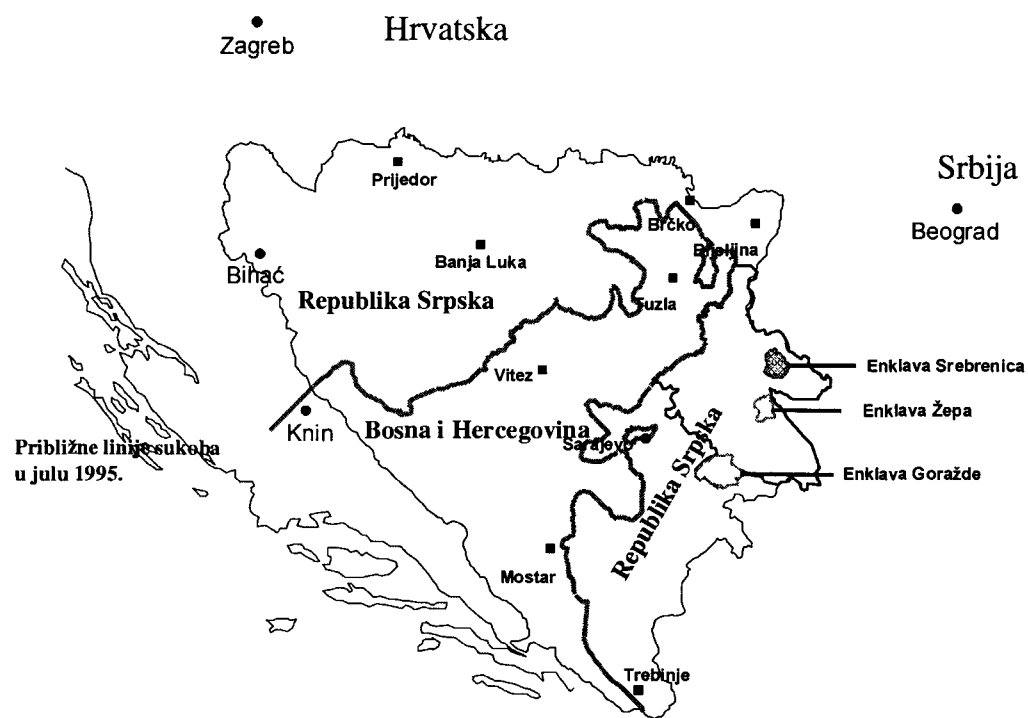 Hrvatska
Zagreb
Srbija
Beograd
Prijedor
Brčko
Bijeljina
Banja Luka
Bihać
Republika Srpska
Tuzla
Enklava Srebrenica
Vitez
Enklava Žepa
Knin
Bosna i Hercegovina
Sarajevo
Približne linije sukoba
u julu 1995.
Enklava Goražde
Republika Srpska
Mostar
Trebinje